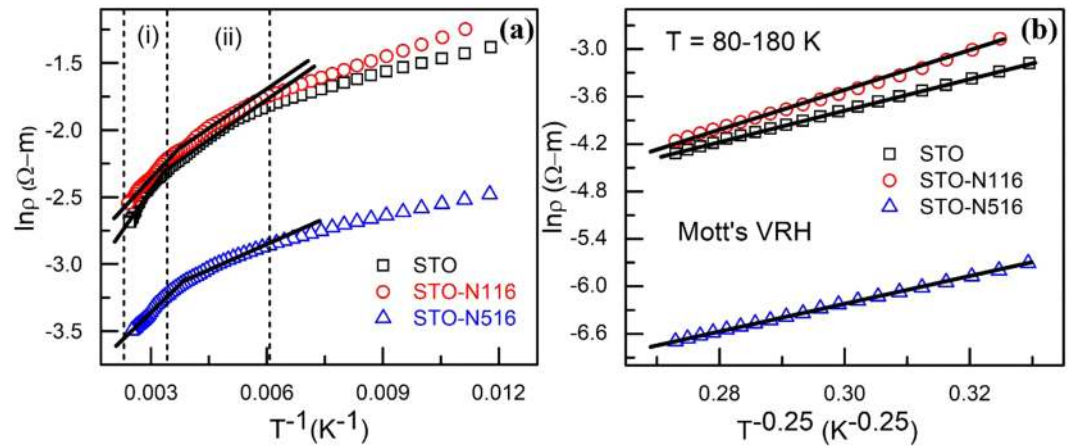 (i)
(ii)
(a)
-1.5
-2.0
-2.5
-3.0
-3.5
lnρ (Ω−m)
STO
STO-N116
STO-N516
0.003
0.006
0.009
0.012
T-1(K-1)
T = 80-180 K
(b)
-3.0
-3.6
-4.2
-4.8
-5.4
-6.0
-6.6
lnρ (Ω−m)
STO
STO-N116
STO-N516
Mott's VRH
0.28
0.30
0.32
T-0.25 (K-0.25)